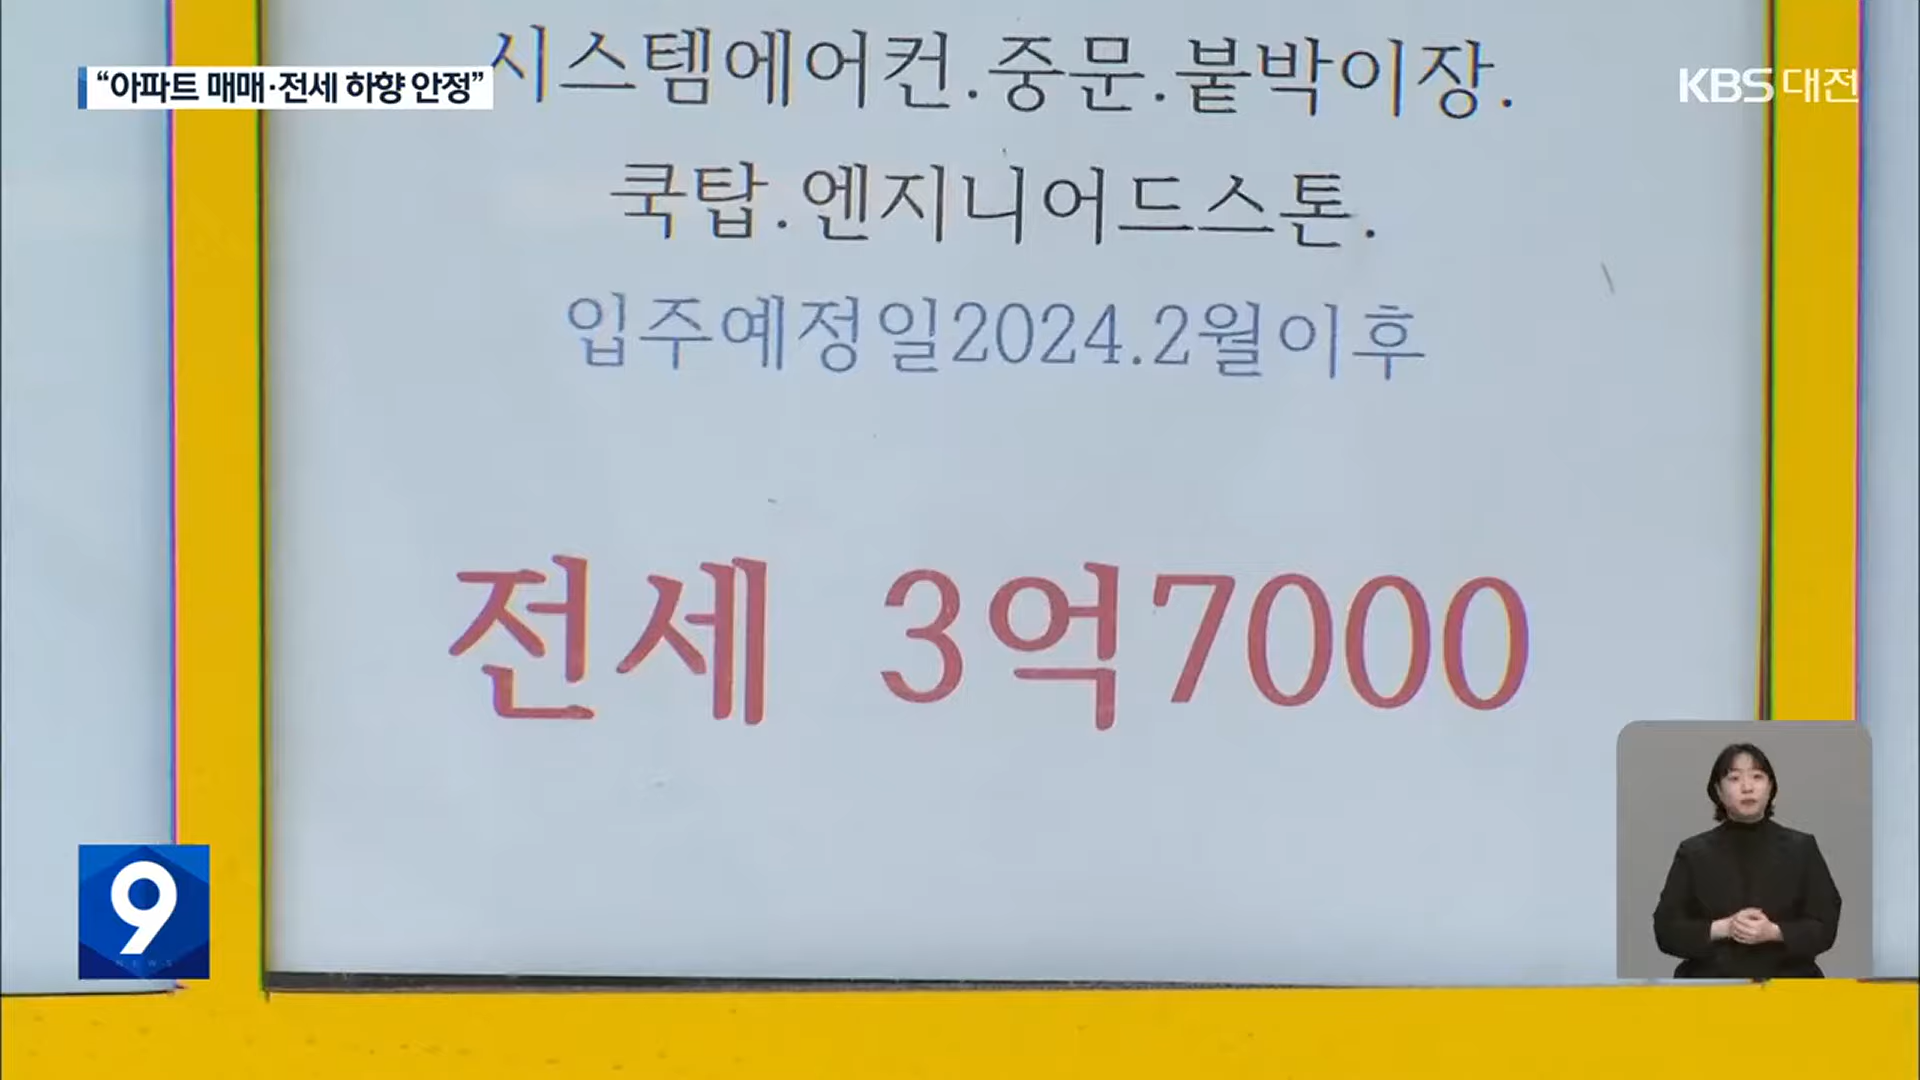 “아파트 매매·전세 하향 안정”
KBS 대전
시스템에어컨.중문.붙박이장.
쿡탑.엔지니어드스톤.
입주예정일2024.2월이후
전세 3억7000
9
NEWS